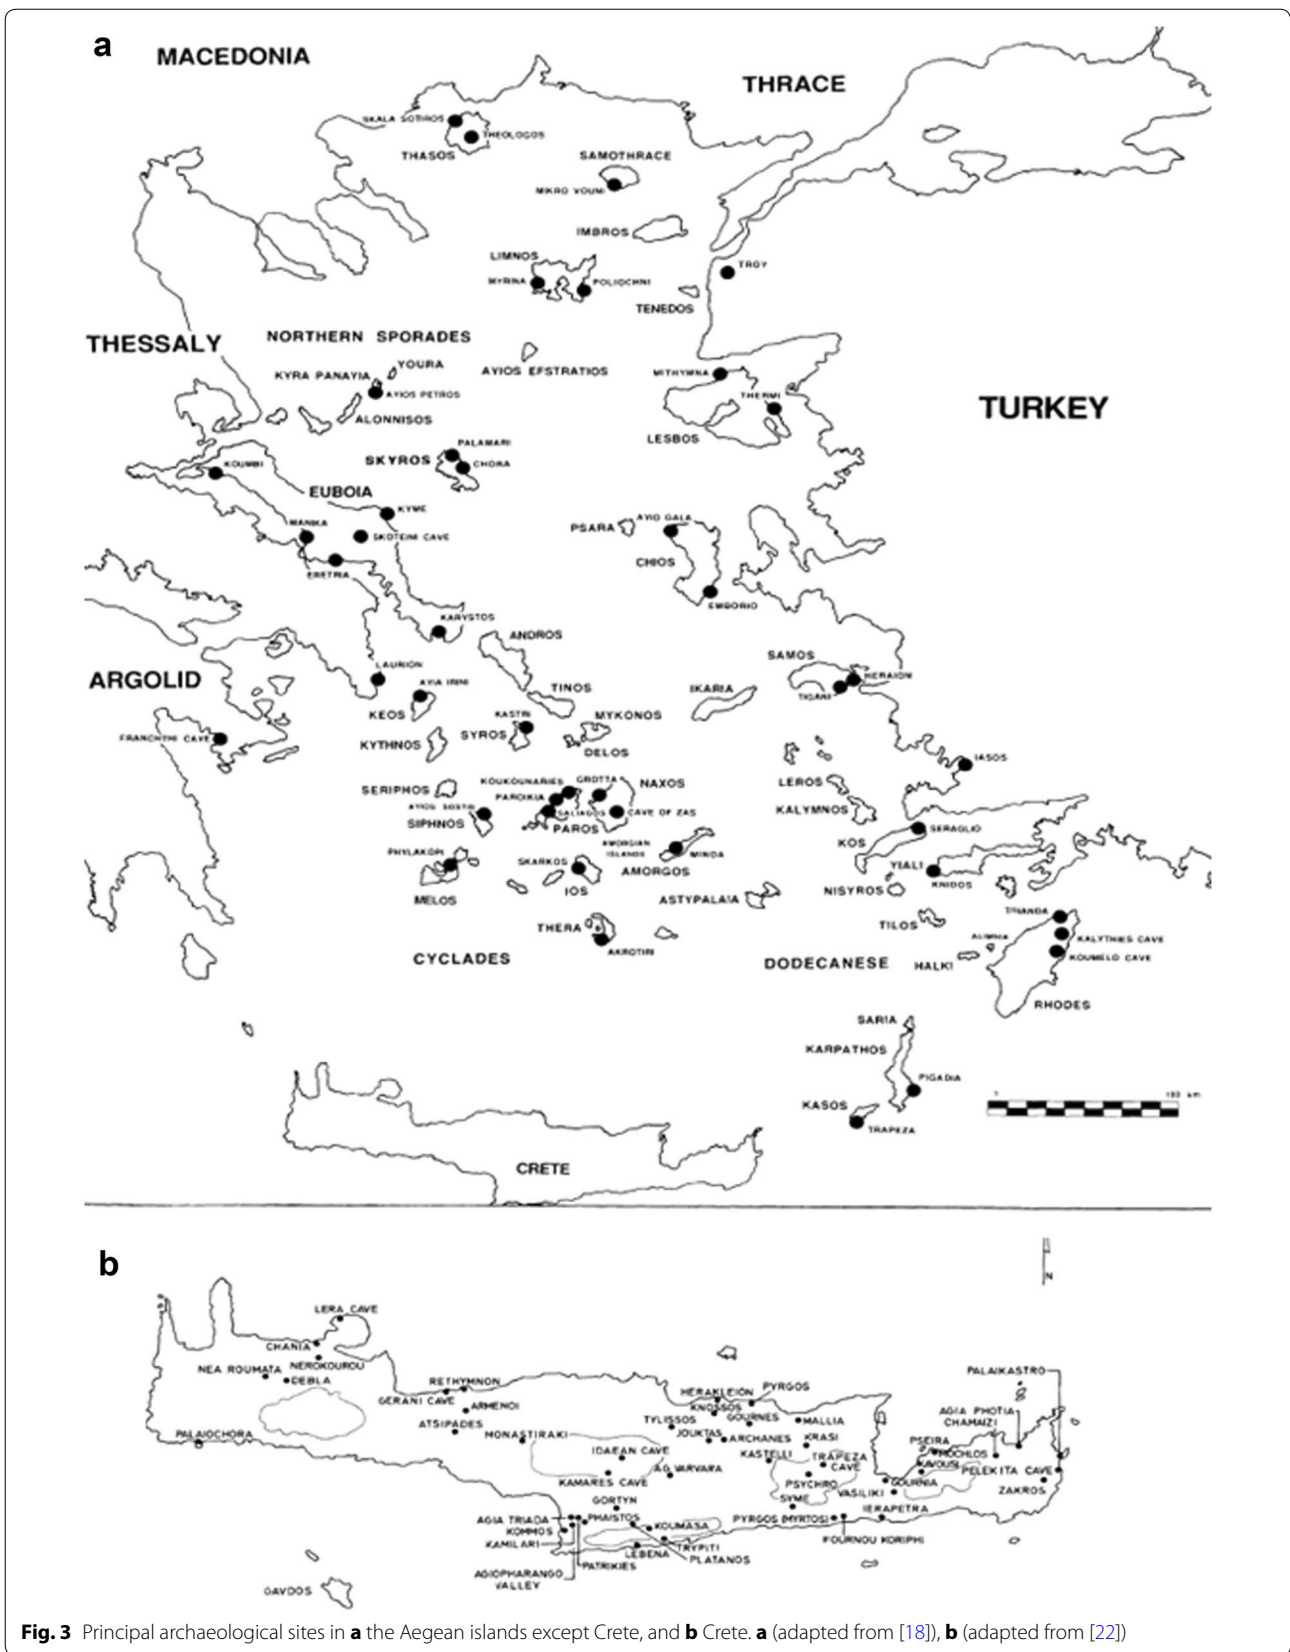 a
MACEDONIA
THRACE
SKALA SOTIROS
THEOLOGOS
THASOS
SAMOTHRACE
MIKRO VOUNI
IMBROS
LIMNOS
MYRINA
POLIOCHNI
TROY
TENEDOS
THESSALY
NORTHERN SPORADES
KYRA PANAYIA
YOURA
AYIOS EFSTRATIOS
AYIOS PETROS
ALONNISOS
MITHYMNA
THERMI
LESBOS
TURKEY
PALAMARI
SKYROS
CHORA
KOUMBI
EUBOIA
KYME
MANIKA
SKOTEINI CAVE
ERETRIA
PSARA
AYIO GALA
CHIOS
EMBORIO
KARYSTOS
ANDROS
ARGOLID
LAURION
AYIA IRINI
KEOS
TINOS
SAMOS
HERAION
TIGANI
IKARIA
FRANCHTHI CAVE
KYTHNOS
KASTRI
SYROS
MYKONOS
DELOS
IASOS
SERIPHOS
KOUKOUNARIES
GROTTA
NAXOS
PAROIKIA
LEROS
KALYMNOS
SIPHNOS
SALIAGOS
CAVE OF ZAS
PAROS
KOS
SERAGLIO
PHYLAKOPI
SKARKOS
AMORGIAN
ISLANDS
MINOA
AMORGOS
YIALI
KNIDOS
MELOS
IOS
ASTYPALAIA
NISYROS
TILOS
TRIANDA
THERA
AKROTIRI
ALIMNIA
KALYTHIES CAVE
KOUMELO CAVE
CYCLADES
DODECANESE
HALKI
RHODES
SARIA
KARPATHOS
PIGADIA
KASOS
TRAPEZA
1 100 km
CRETE
b
N
LERA CAVE
CHANIA
NEROKOUROU
NEA ROUMATA
DEBLA
PALAIOCHORA
RETHYMNON
GERANI CAVE
ARMENOI
ATSIPADES
MONASTIRAKI
IDAEAN CAVE
KAMARES CAVE
HERAKLEION
PYRGOS
KNOSSOS
GOURNES
TYLISSOS
MALLIA
JOUKTAS
ARCHANES
KRASI
KASTELLI
TRAPEZA
CAVE
AG VARVARA
PSYCHRO
SYME
PALAIKASTRO
AGIA PHOTIA
CHAMAIZI
PSEIRA
MOCHLOS
KAVOUSI
PELEKITA CAVE
GOURNIA
VASILIKI
ZAKROS
IERAPETRA
GORTYN
AGIA TRIADA
PHAISTOS
KOUMASA
KOMMOS
KAMILARI
PYRGOS (MYRTOS)
FOURNOU KORIPHI
TRYPITI
LEBENA
PLATANOS
PATRIKIES
AGIOPHARANGO
VALLEY
GAVDOS
Fig. 3 Principal archaeological sites in a the Aegean islands except Crete, and b Crete. a (adapted from [18]), b (adapted from [22])